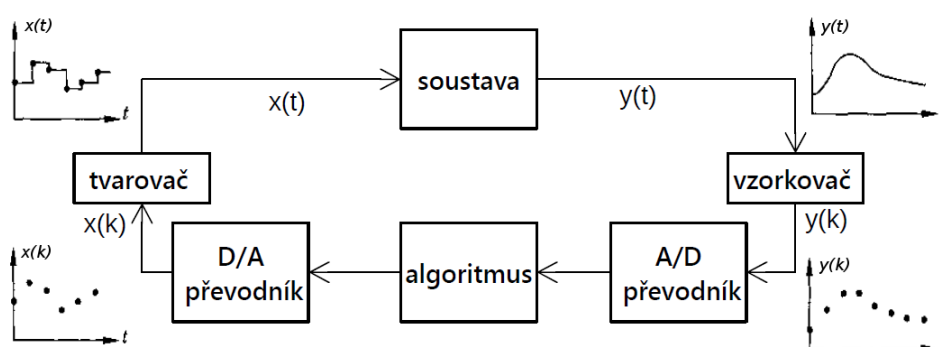 x(t)
t
soustava
x(t)
y(t)
y(t)
t
tvarovač
vzorkovač
x(k)
y(k)
x(k)
t
D/A
převodník
algoritmus
A/D
převodník
y(k)